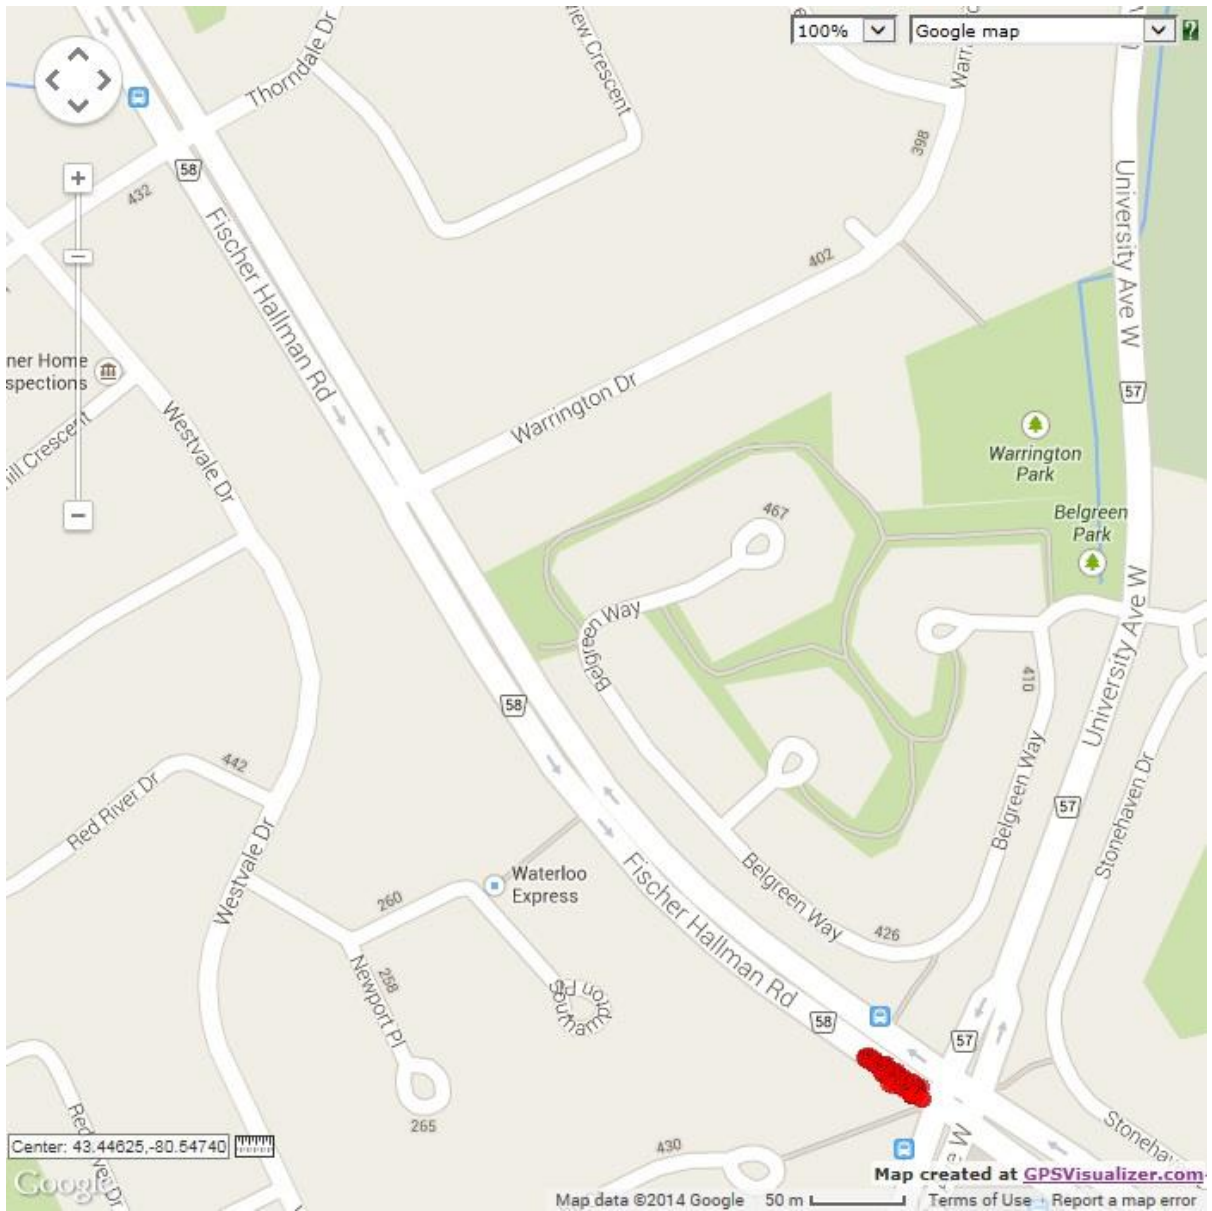 100%
Google map
?
Thorndale Dr
view Crescent
398
58
432
Fischer Hallman Rd
402
University Ave W
ner Home
spections
57
Warrington Dr
Westvale Dr
Warrington
Park
467
Belgreen
Park
Belgreen Way
University Ave W
410
58
442
Belgreen Way
Red River Dr
57
Stonehaven Dr
Westvale Dr
Waterloo
Express
260
Fischer Hallman Rd
Belgreen Way
426
258
Newport Pl
58
57
265
Center: 43.44625,-80.54740
430
Google
Map created at GPSVisualizer.com
Map data ©2014 Google 50 m Terms of Use Report a map error